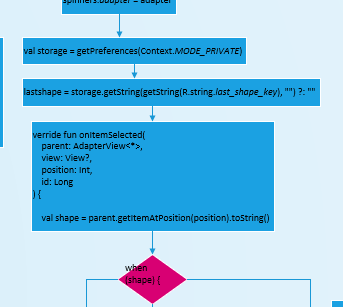 spinners.adapter = adapter
val storage = getPreferences(Context.MODE_PRIVATE)
lastshape = storage.getString(getString(R.string.last_shape_key), "") ?: ""
verride fun onItemSelected(
parent: AdapterView<*>,
view: View?,
position: Int,
id: Long
) {
val shape = parent.getItemAtPosition(position).toString()
when
(shape) {